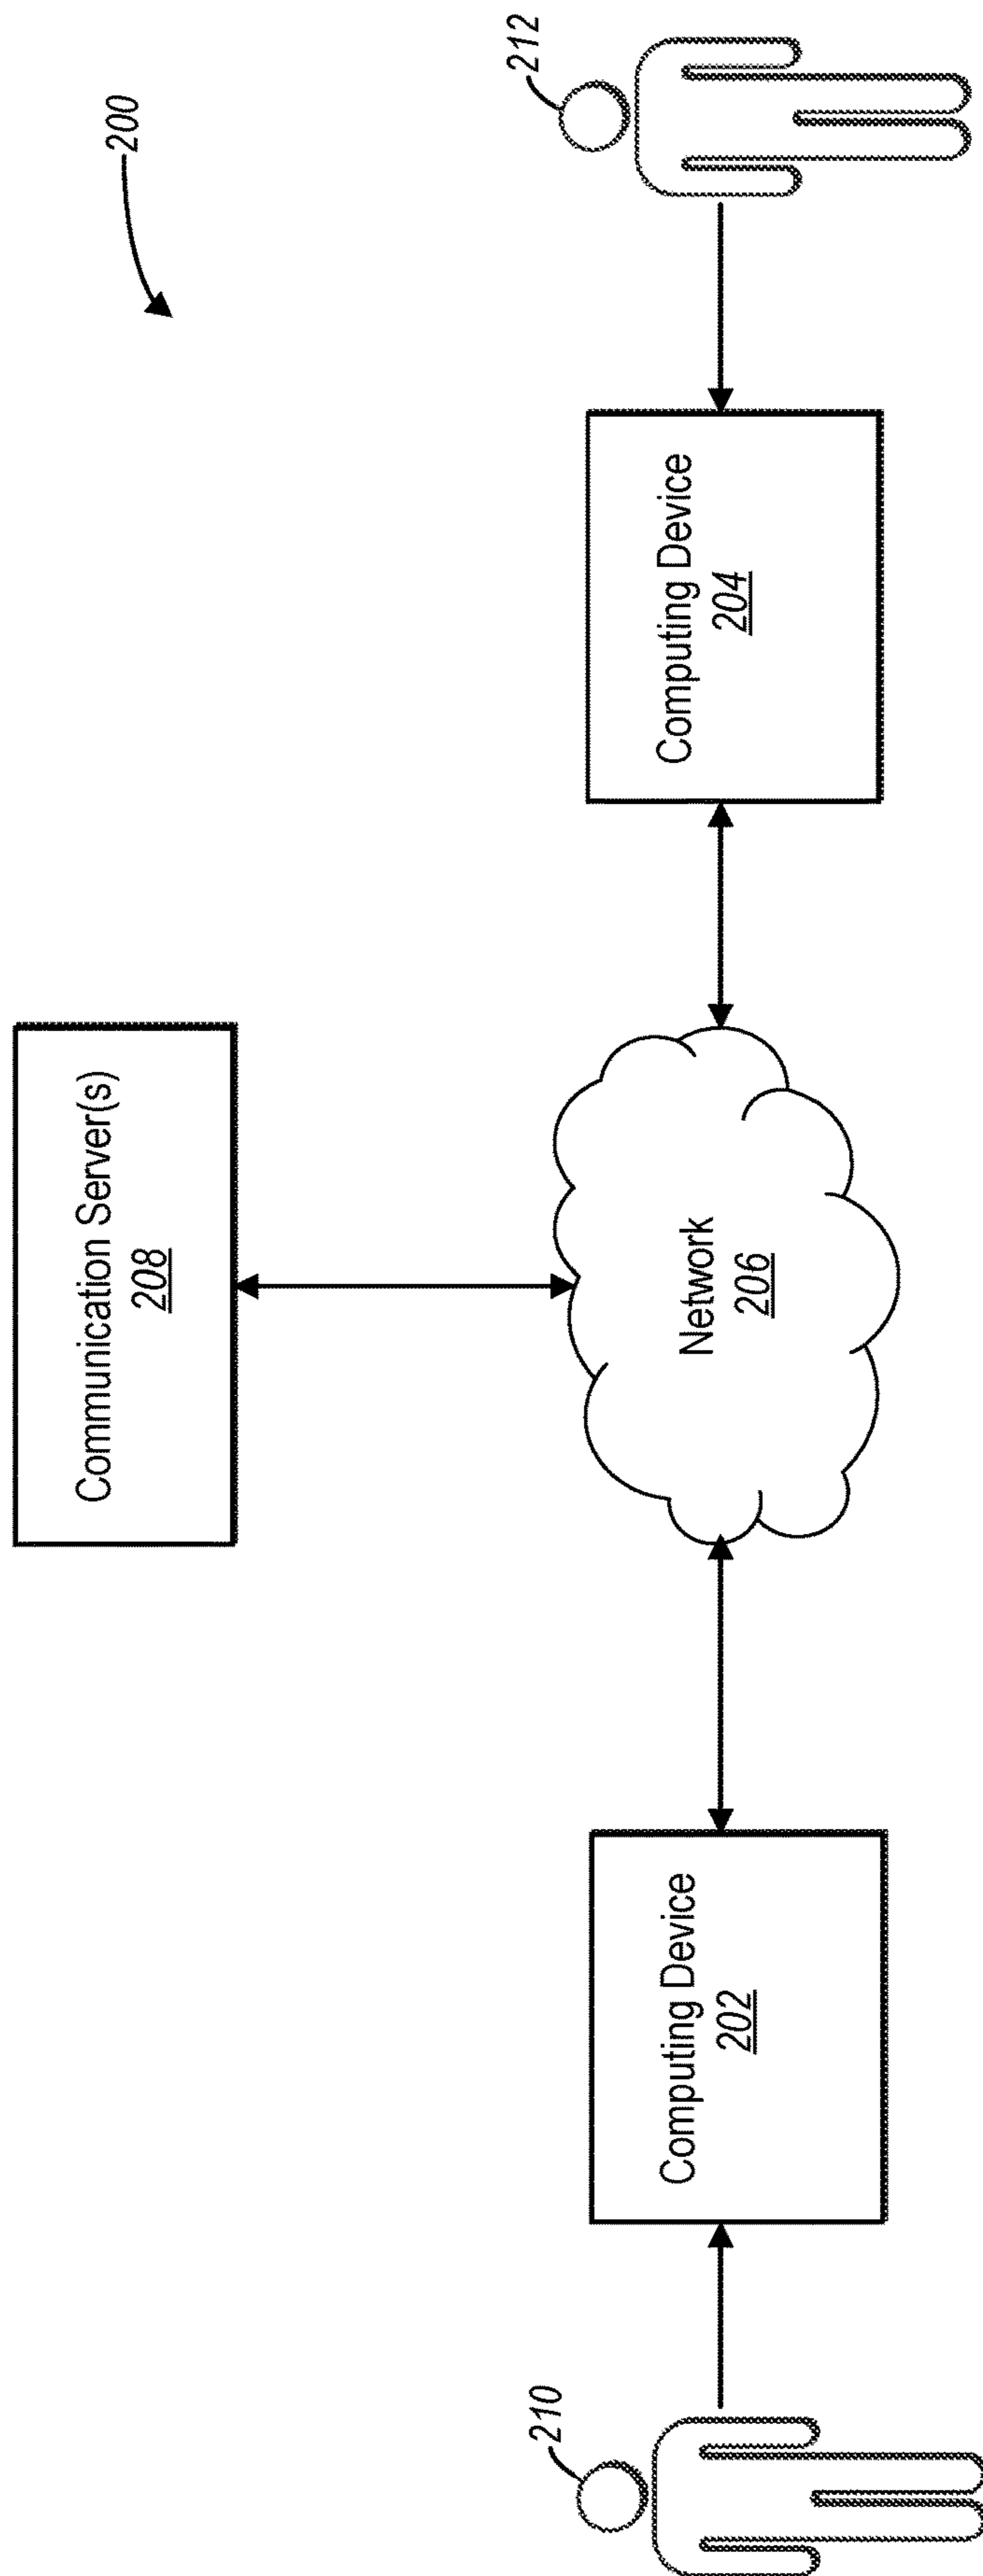 200
Communication Server(s)
208
210
Computing Device
202
Network
206
Computing Device
204
212